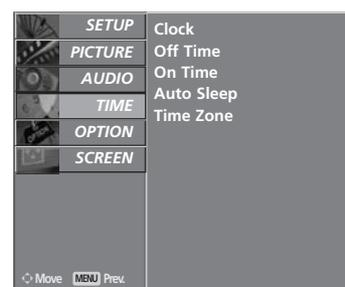 SETUP
PICTURE
AUDIO
TIME
OPTION
SCREEN
Clock
Off Time
On Time
Auto Sleep
Time Zone
Move MENU Prev.